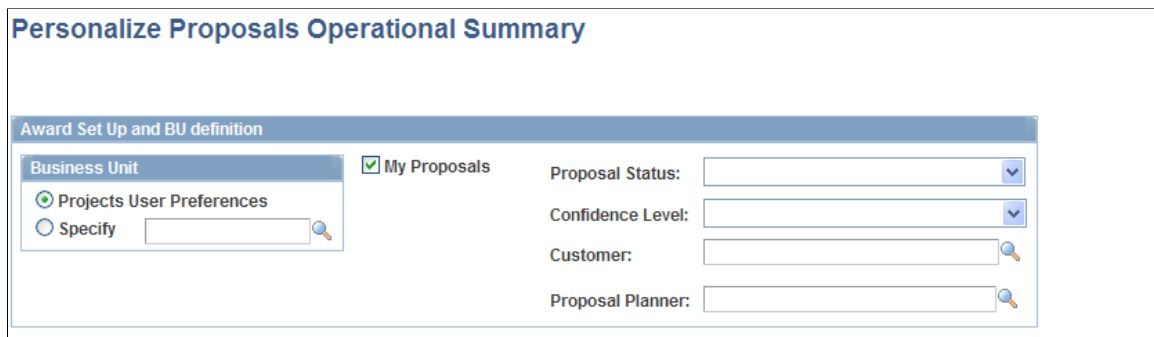 Personalize Proposals Operational Summary
Award Set Up and BU definition
Business Unit
Projects User Preferences
Specify
My Proposals
Proposal Status:
Confidence Level:
Customer:
Proposal Planner: